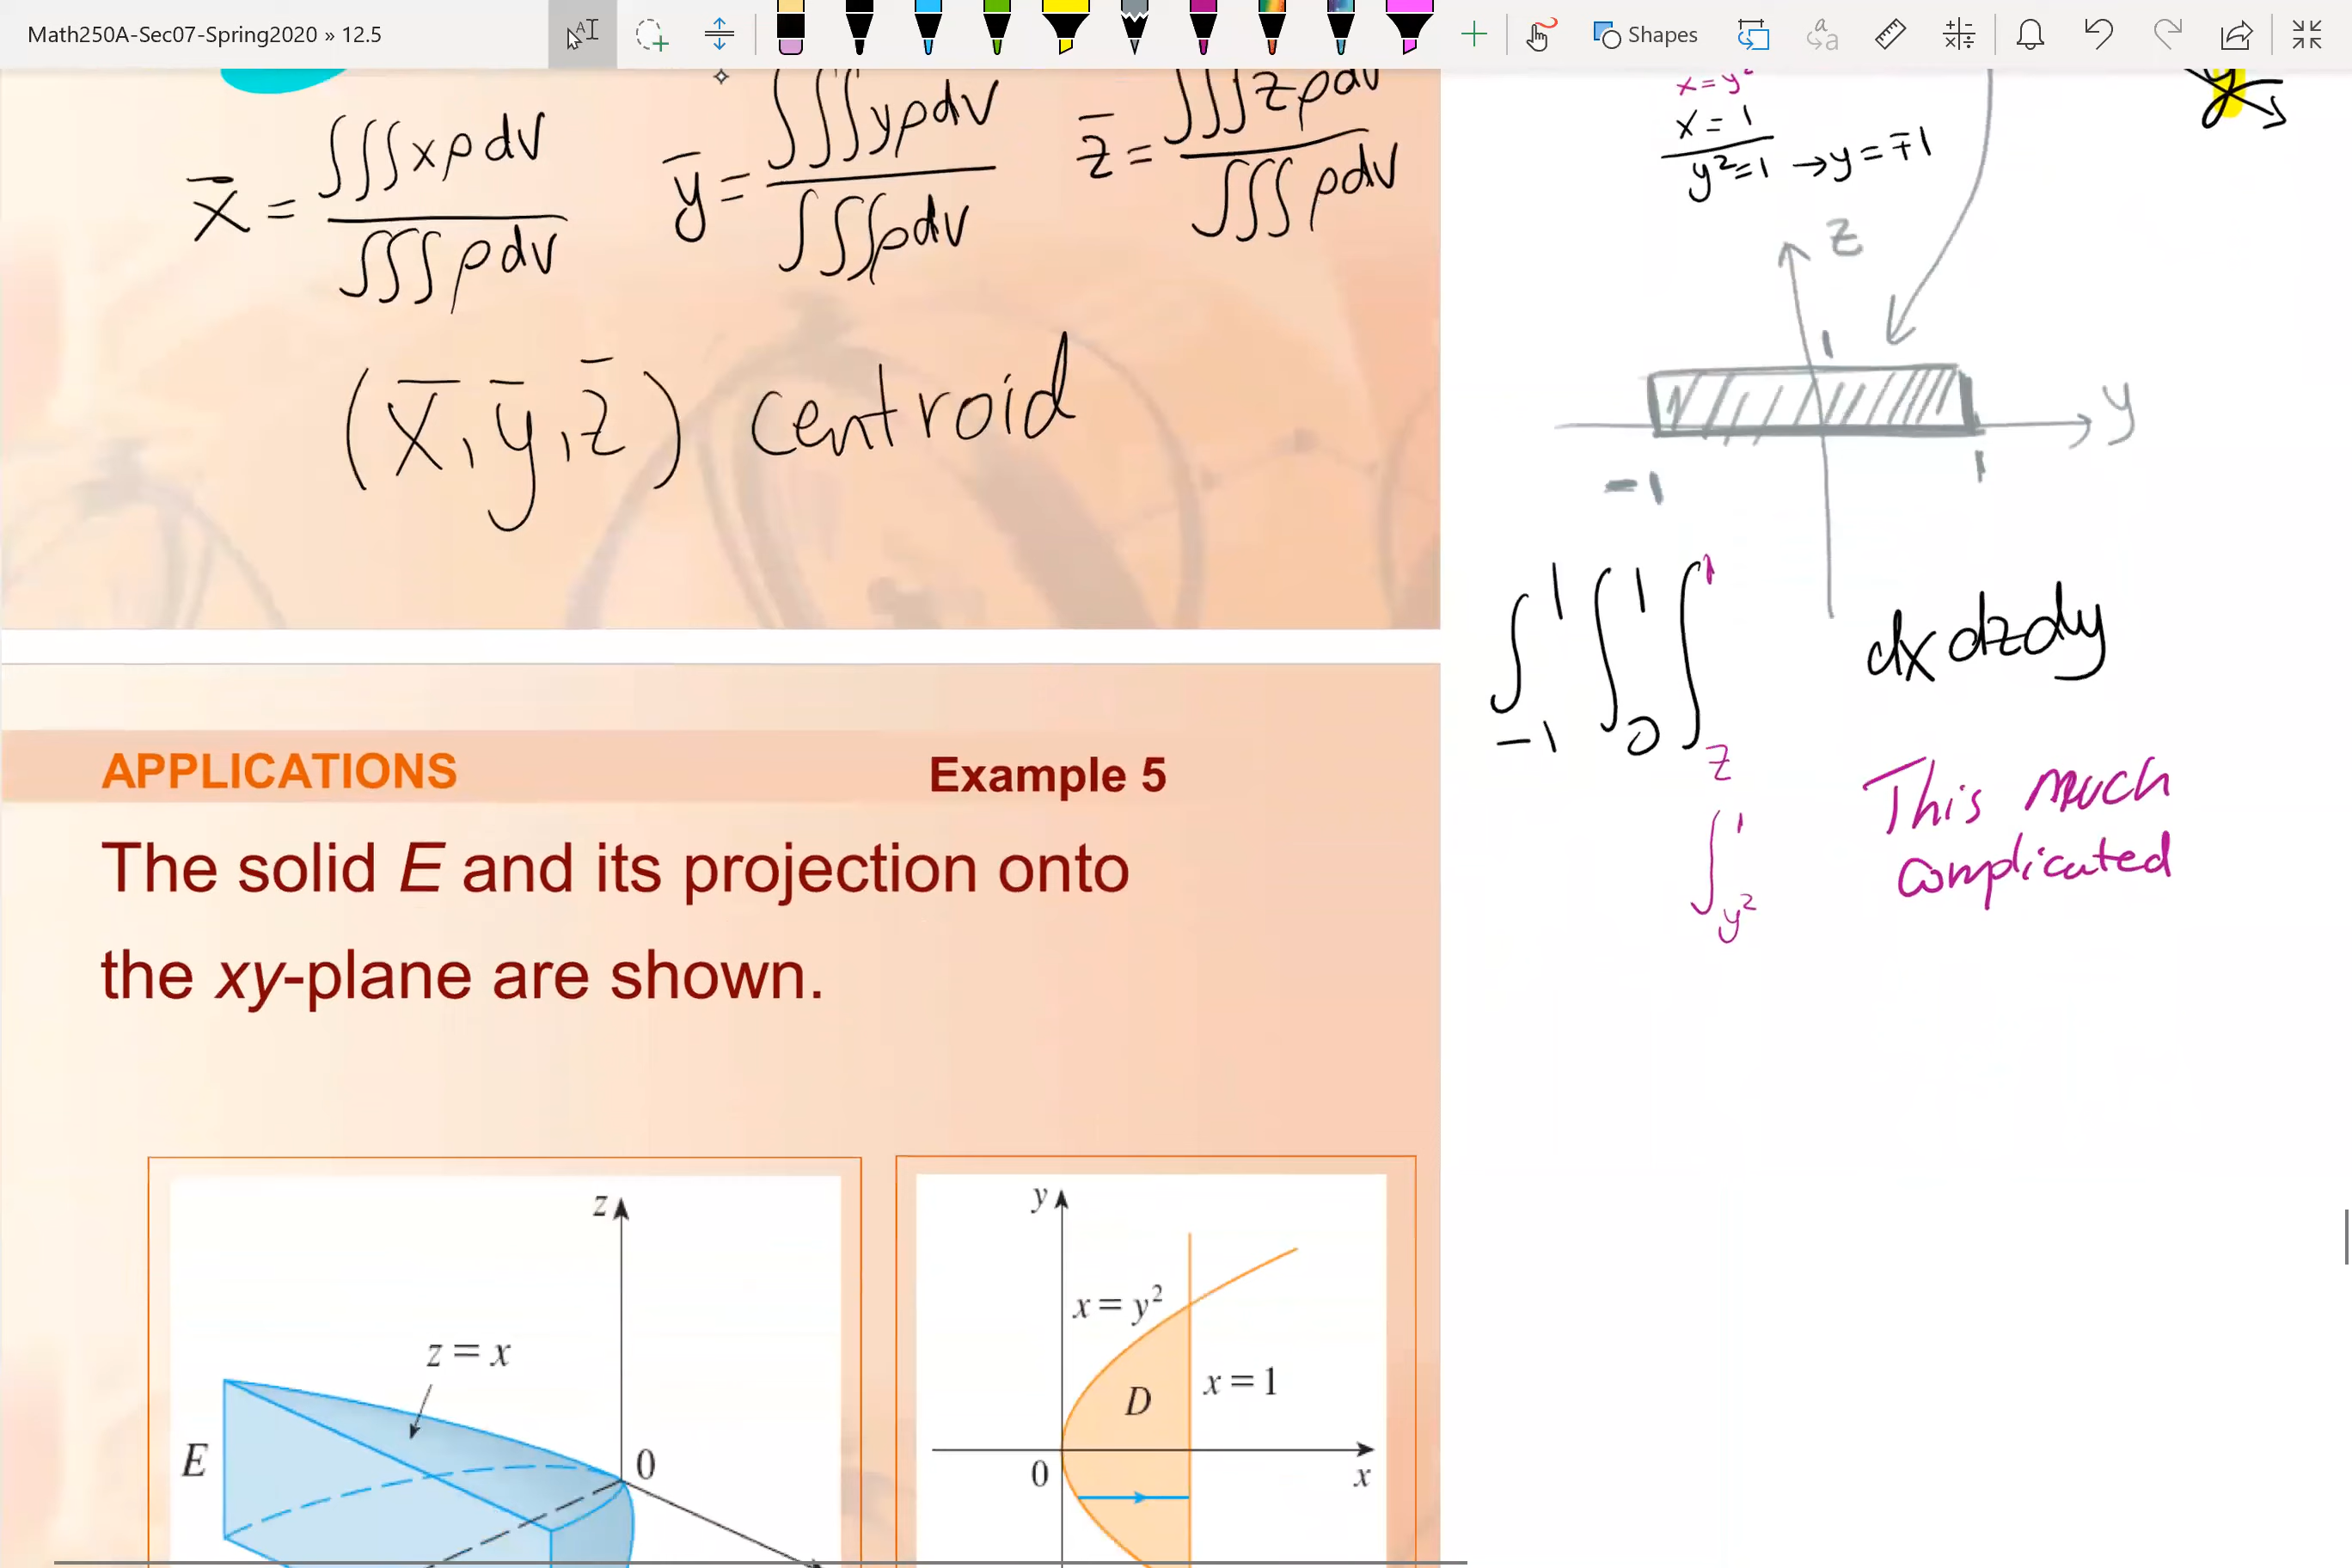 Math250A-Sec07-Spring2020 » 12.5
Shapes
x̄ = ∫∫∫xρdv / ∫∫∫ρdv
ȳ = ∫∫∫yρdv / ∫∫∫ρdv
z̄ = ∫∫∫zρdv / ∫∫∫ρdv
(x̄, ȳ, z̄) centroid
APPLICATIONS
Example 5
The solid E and its projection onto
the xy-plane are shown.
z
z = x
E
0
y
x = y²
x = 1
D
0
x
x = y²
x = 1
y² = 1 → y = ∓1
y
z
1
y
-1
1
∫₋₁¹ ∫₀¹ ∫_z¹ dx dz dy
∫_y²¹
This much
complicated